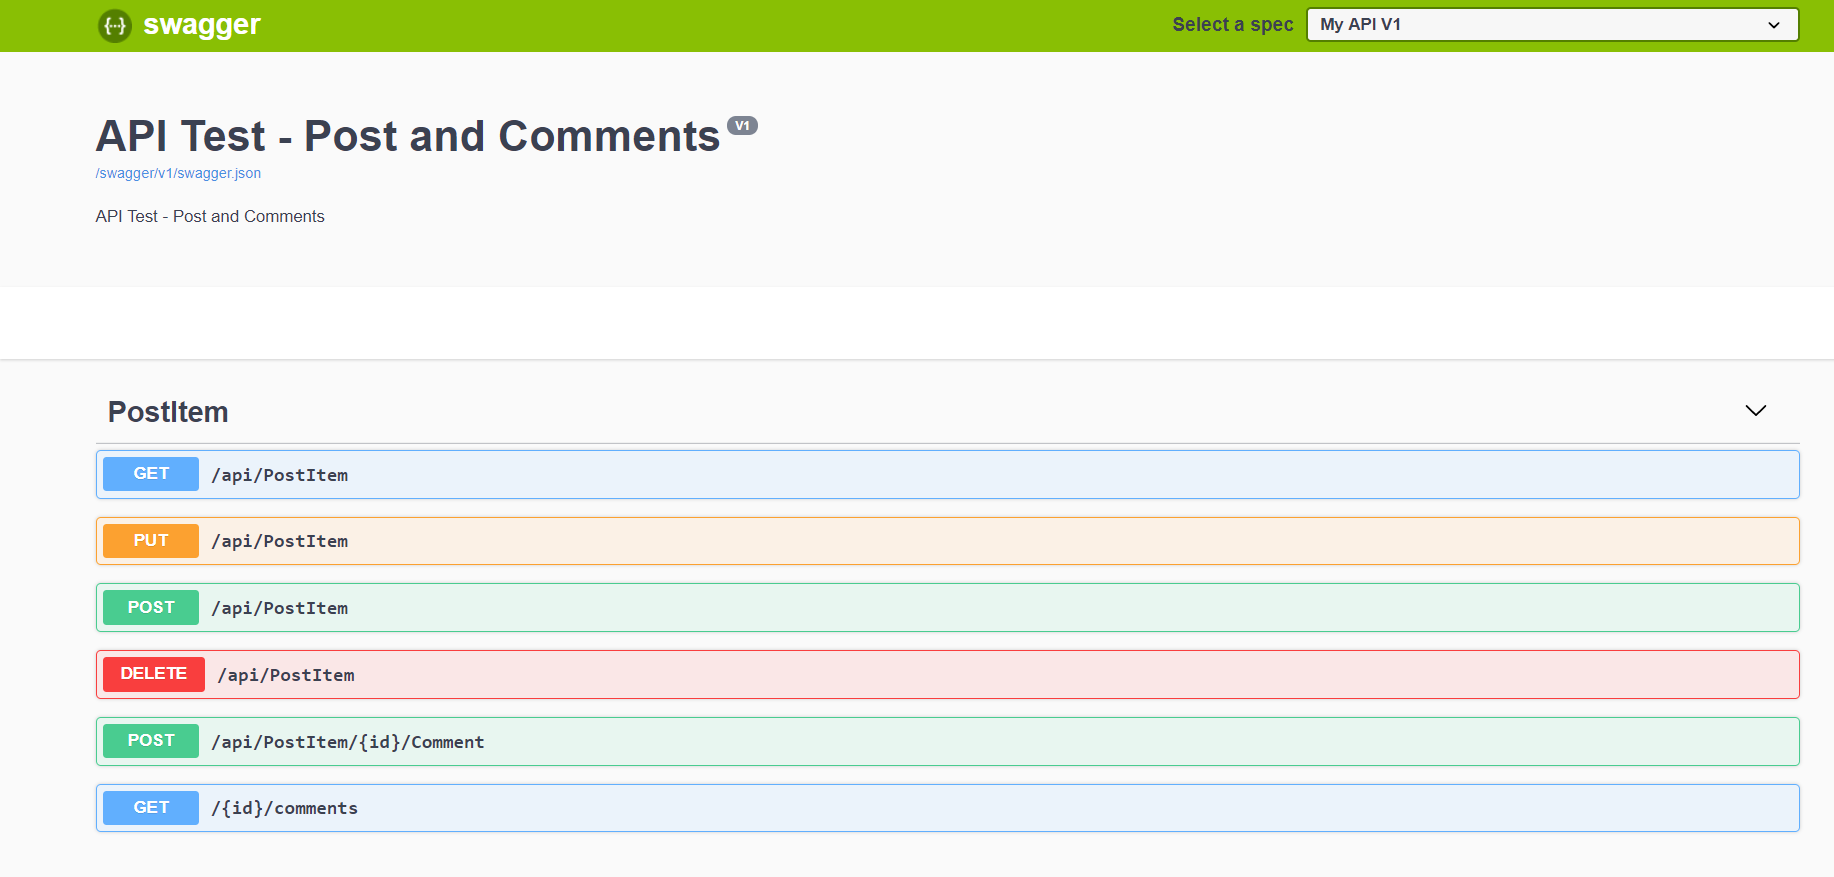 swagger
Select a spec
My API V1
API Test - Post and Comments V1
/swagger/v1/swagger.json
API Test - Post and Comments
PostItem
GET /api/PostItem
PUT /api/PostItem
POST /api/PostItem
DELETE /api/PostItem
POST /api/PostItem/{id}/Comment
GET /{id}/comments